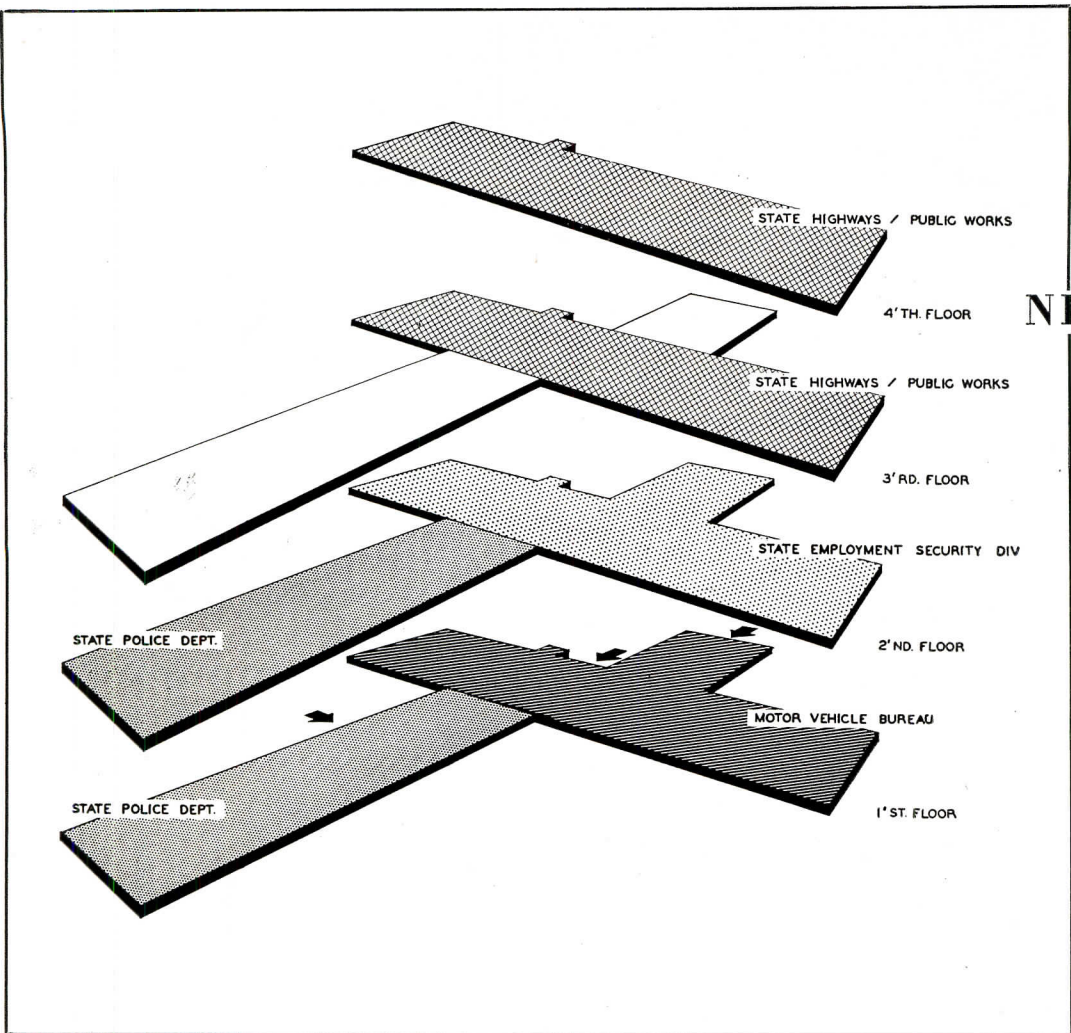 STATE HIGHWAYS / PUBLIC WORKS
4'TH. FLOOR
STATE HIGHWAYS / PUBLIC WORKS
3'RD. FLOOR
STATE EMPLOYMENT SECURITY DIV
STATE POLICE DEPT.
2'ND. FLOOR
MOTOR VEHICLE BUREAU
STATE POLICE DEPT.
1'ST. FLOOR